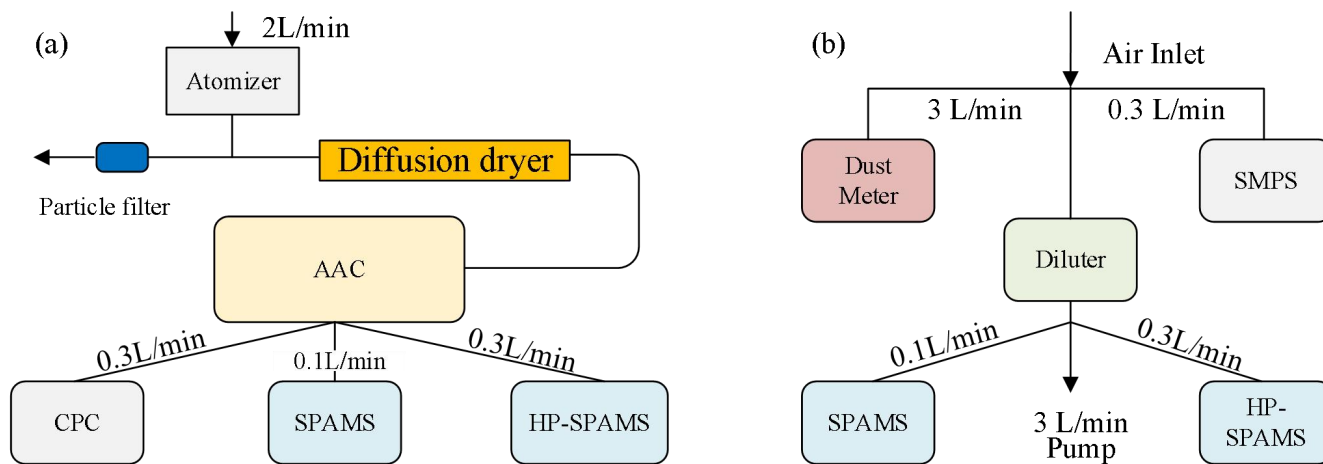 (a)
2L/min
Atomizer
Diffusion dryer
Particle filter
AAC
0.3L/min
0.1L/min
0.3L/min
CPC
SPAMS
HP-SPAMS
(b)
Air Inlet
3 L/min
0.3 L/min
Dust
Meter
SMPS
Diluter
0.1L/min
0.3L/min
SPAMS
3 L/min
Pump
HP-
SPAMS